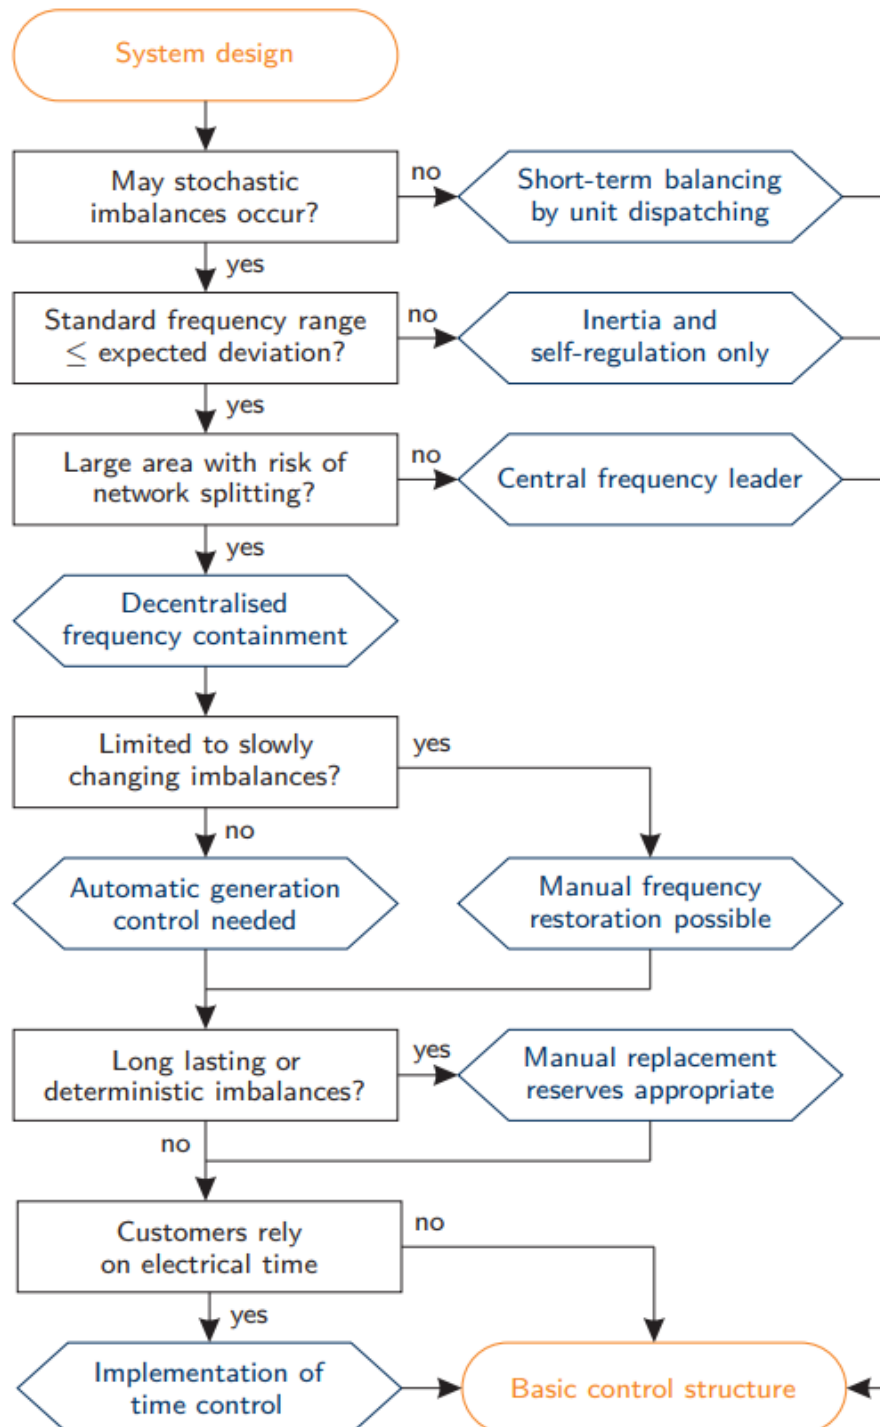 System design
May stochastic
imbalances occur?
no
Short-term balancing
by unit dispatching
yes
Standard frequency range
≤ expected deviation?
no
Inertia and
self-regulation only
yes
Large area with risk of
network splitting?
no
Central frequency leader
yes
Decentralised
frequency containment
Limited to slowly
changing imbalances?
yes
no
Automatic generation
control needed
Manual frequency
restoration possible
Long lasting or
deterministic imbalances?
yes
Manual replacement
reserves appropriate
no
Customers rely
on electrical time
no
yes
Implementation of
time control
Basic control structure